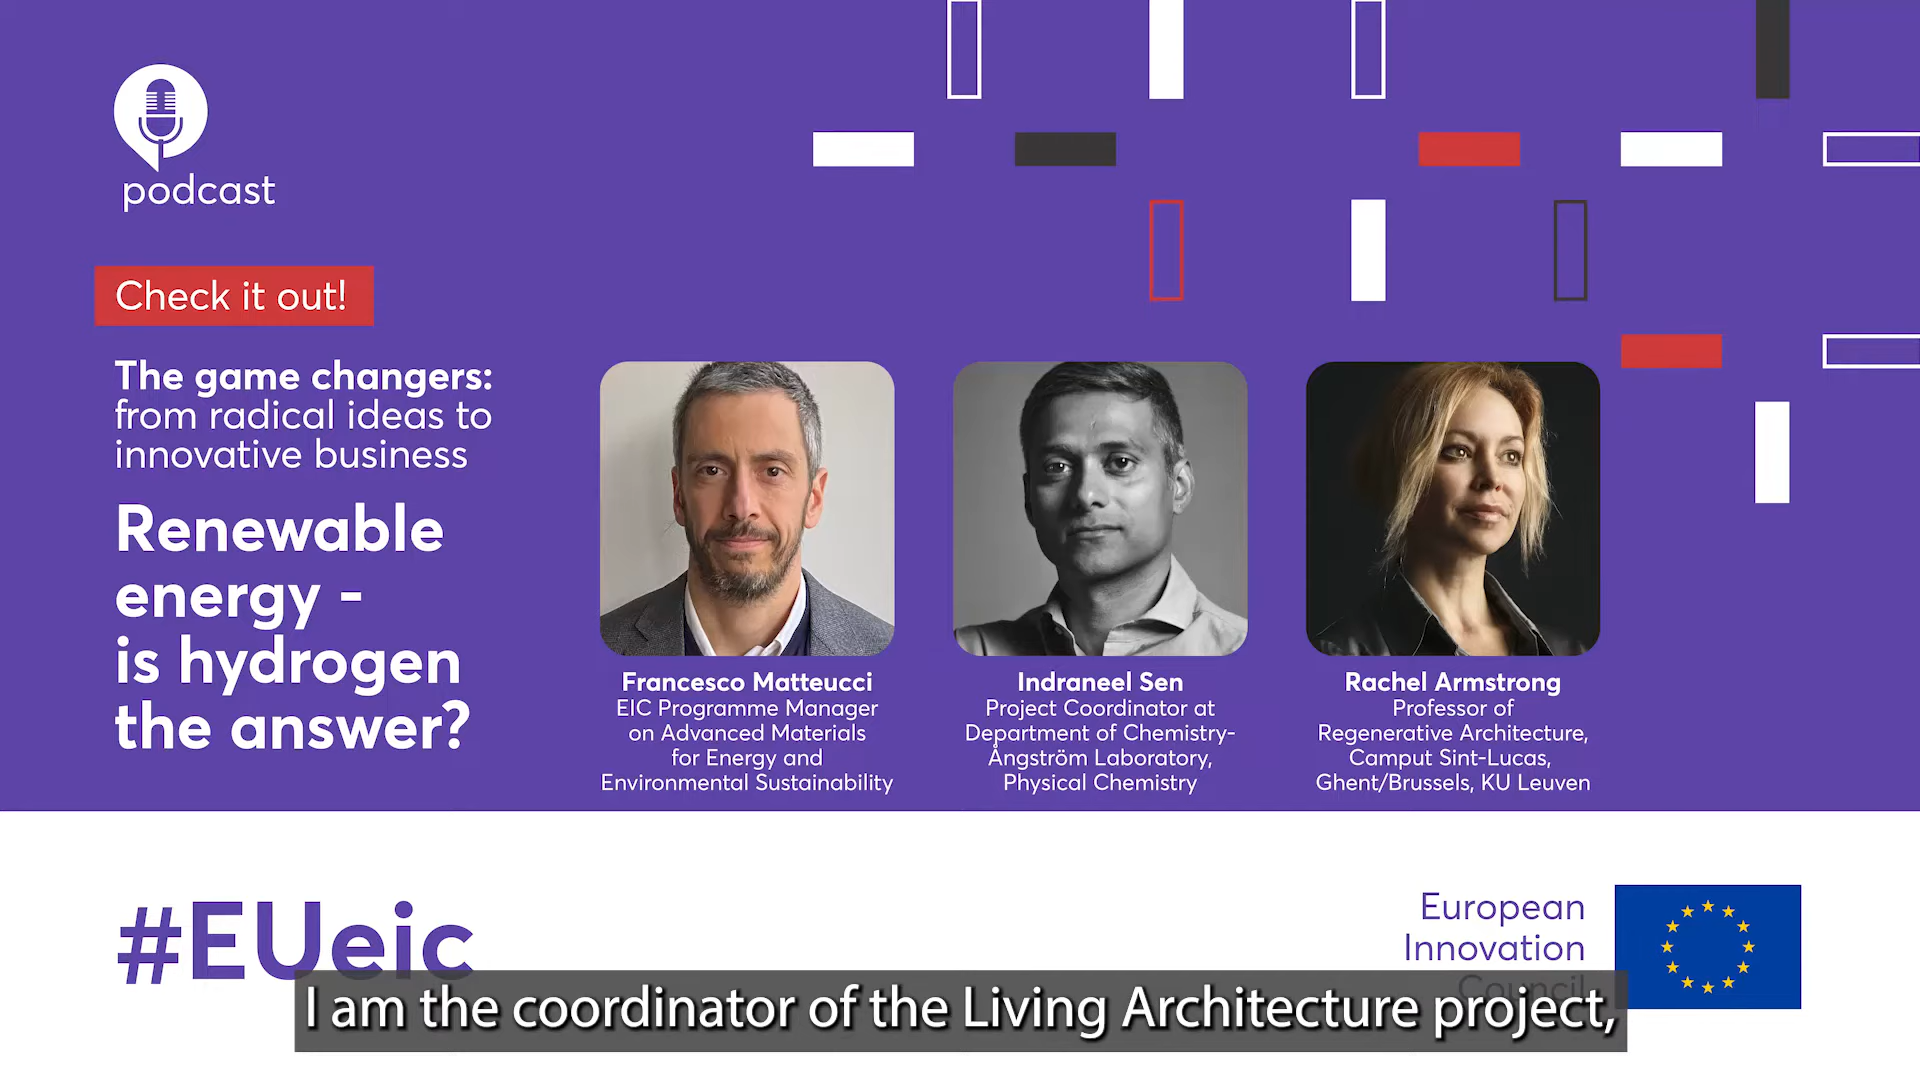 podcast
Check it out!
The game changers:
from radical ideas to
innovative business
Renewable
energy -
is hydrogen
the answer?
Francesco Matteucci
EIC Programme Manager
on Advanced Materials
for Energy and
Environmental Sustainability
Indraneel Sen
Project Coordinator at
Department of Chemistry-
Ångström Laboratory,
Physical Chemistry
Rachel Armstrong
Professor of
Regenerative Architecture,
Camput Sint-Lucas,
Ghent/Brussels, KU Leuven
#EUeic
European
Innovation
Council
I am the coordinator of the Living Architecture project,